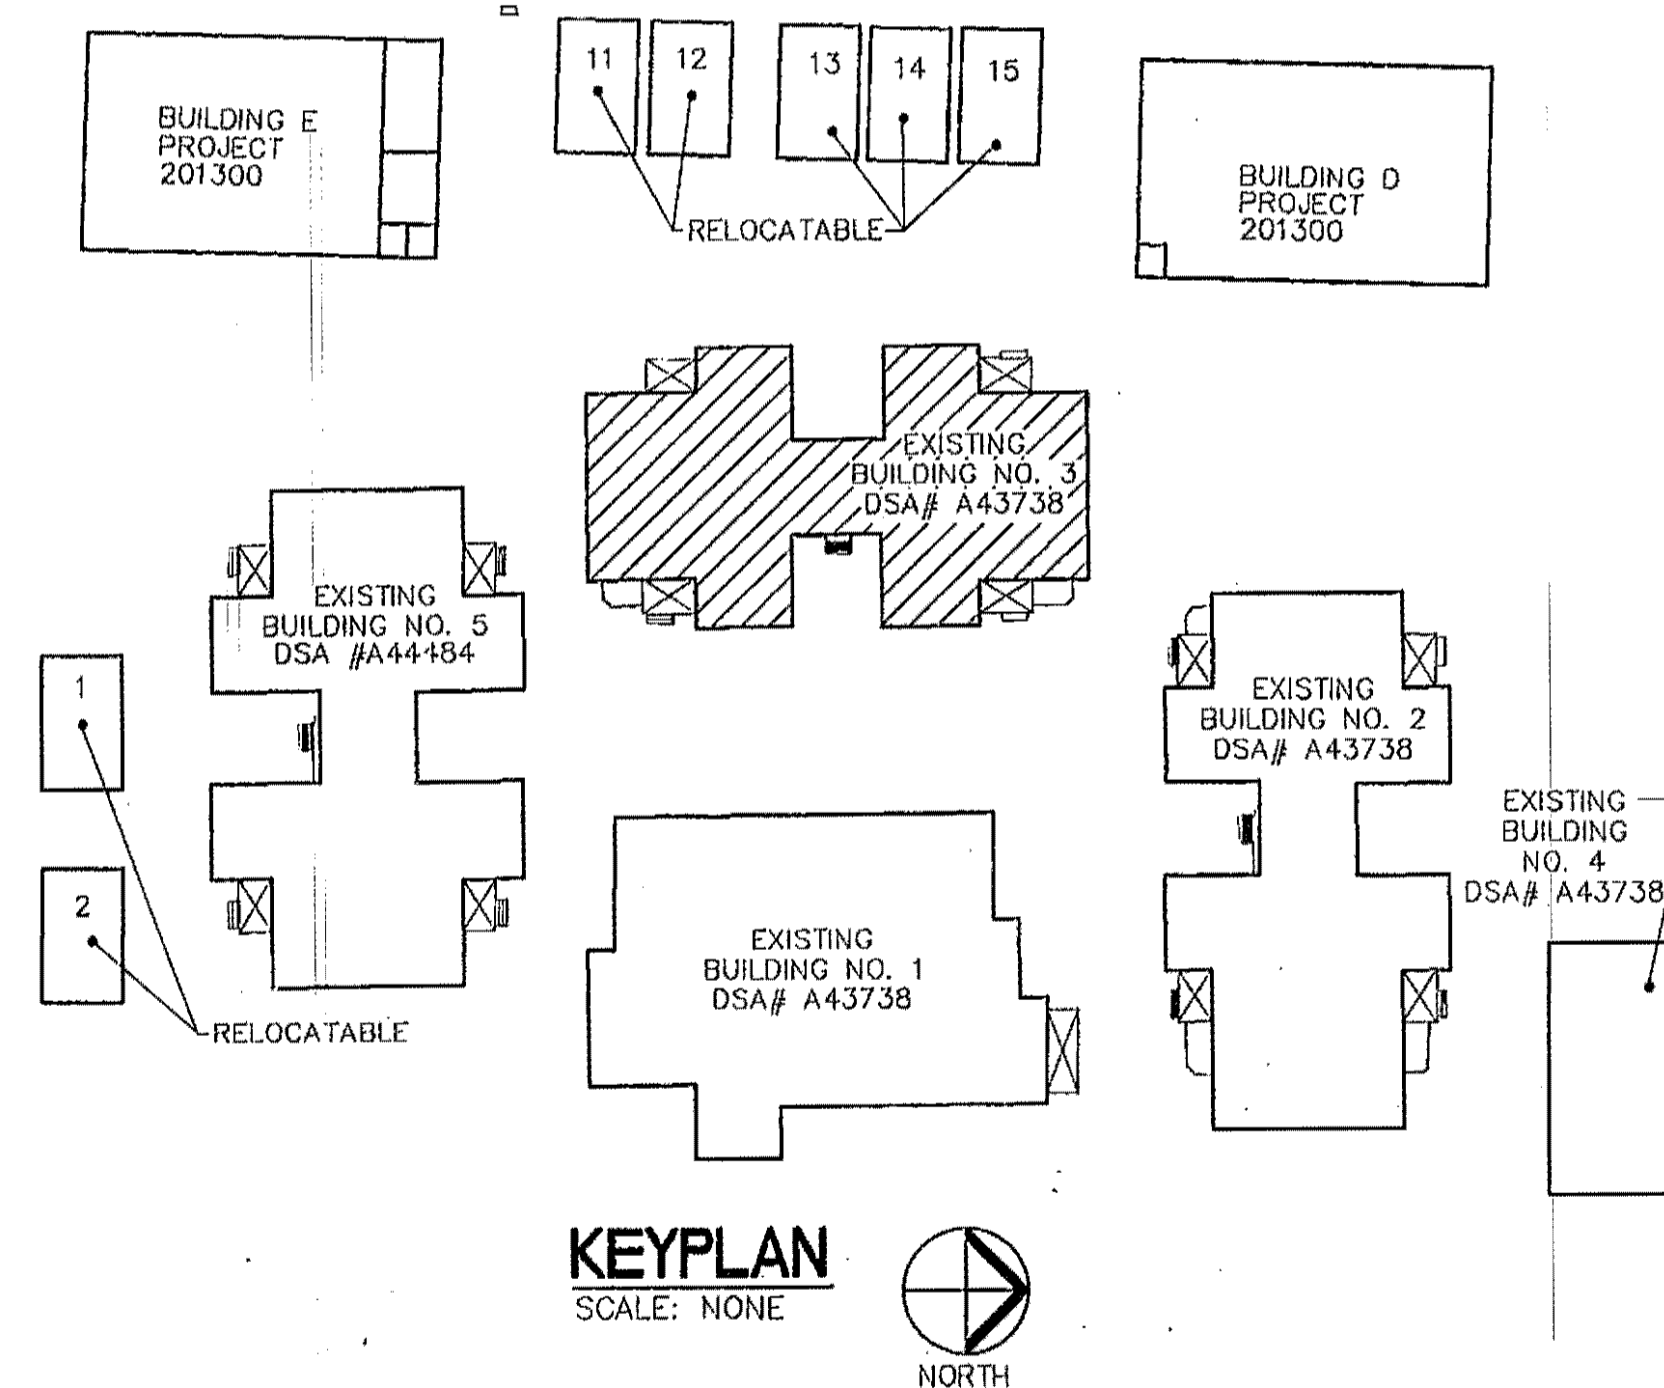 11
12
13
14
15
BUILDING E
PROJECT
201300
RELOCATABLE
BUILDING D
PROJECT
201300
EXISTING
BUILDING NO. 3
DSA# A43738
EXISTING
BUILDING NO. 5
DSA #A44484
1
2
RELOCATABLE
EXISTING
BUILDING NO. 2
DSA# A43738
EXISTING
BUILDING
NO. 4
DSA# A43738
EXISTING
BUILDING NO. 1
DSA# A43738
KEYPLAN
SCALE: NONE
NORTH